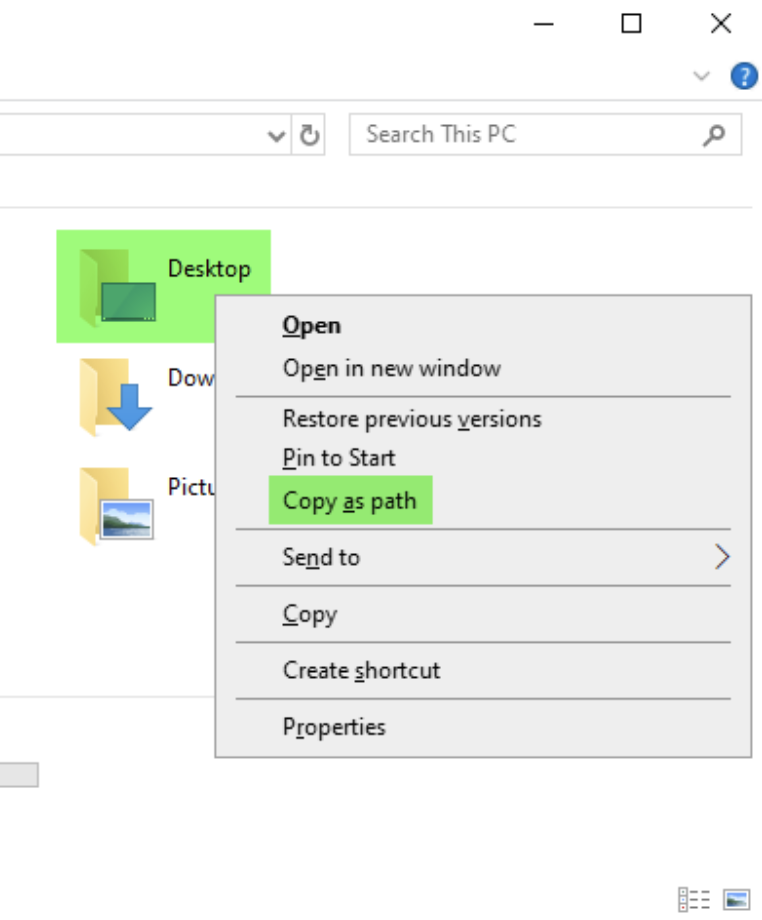 ?
Search This PC
Desktop
Open
Open in new window
Dow
Restore previous versions
Pin to Start
Pictu
Copy as path
Send to
Copy
Create shortcut
Properties